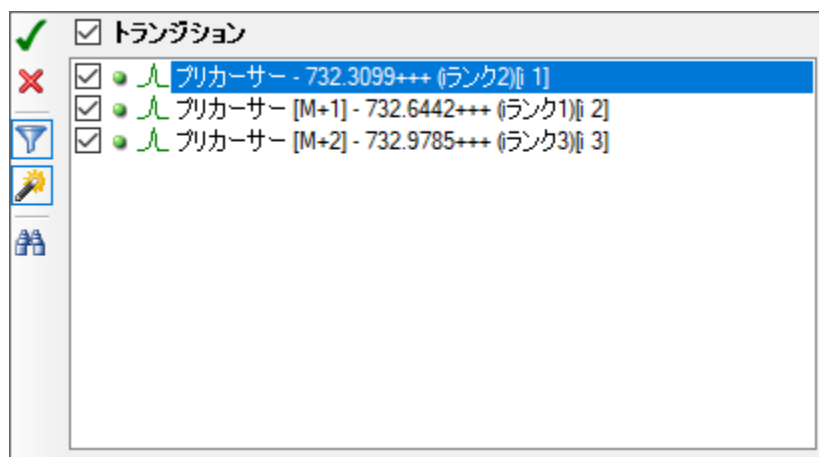 トランジション
プリカーサー - 732.3099+++ (iランク2)[i 1]
プリカーサー [M+1] - 732.6442+++ (iランク1)[i 2]
プリカーサー [M+2] - 732.9785+++ (iランク3)[i 3]